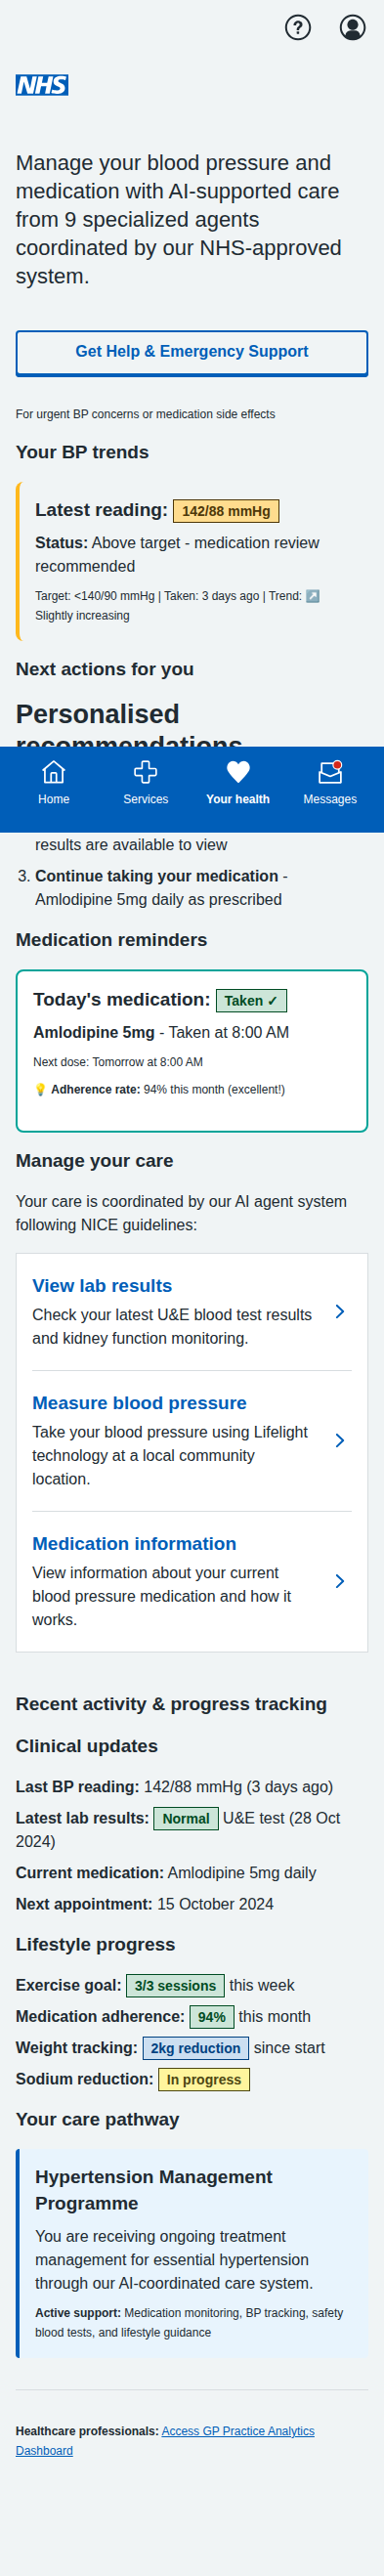 NHS
Manage your blood pressure and
medication with AI-supported care
from 9 specialized agents
coordinated by our NHS-approved
system.
Get Help & Emergency Support
For urgent BP concerns or medication side effects
Your BP trends
Latest reading: 142/88 mmHg
Status: Above target - medication review
recommended
Target: <140/90 mmHg | Taken: 3 days ago | Trend: ↗️
Slightly increasing
Next actions for you
Personalised
recommendations
Home Services Your health Messages
results are available to view
3. Continue taking your medication -
Amlodipine 5mg daily as prescribed
Medication reminders
Today's medication: Taken ✓
Amlodipine 5mg - Taken at 8:00 AM
Next dose: Tomorrow at 8:00 AM
💡 Adherence rate: 94% this month (excellent!)
Manage your care
Your care is coordinated by our AI agent system
following NICE guidelines:
View lab results
Check your latest U&E blood test results
and kidney function monitoring.
Measure blood pressure
Take your blood pressure using Lifelight
technology at a local community
location.
Medication information
View information about your current
blood pressure medication and how it
works.
Recent activity & progress tracking
Clinical updates
Last BP reading: 142/88 mmHg (3 days ago)
Latest lab results: Normal U&E test (28 Oct
2024)
Current medication: Amlodipine 5mg daily
Next appointment: 15 October 2024
Lifestyle progress
Exercise goal: 3/3 sessions this week
Medication adherence: 94% this month
Weight tracking: 2kg reduction since start
Sodium reduction: In progress
Your care pathway
Hypertension Management
Programme
You are receiving ongoing treatment
management for essential hypertension
through our AI-coordinated care system.
Active support: Medication monitoring, BP tracking, safety
blood tests, and lifestyle guidance
Healthcare professionals: Access GP Practice Analytics
Dashboard